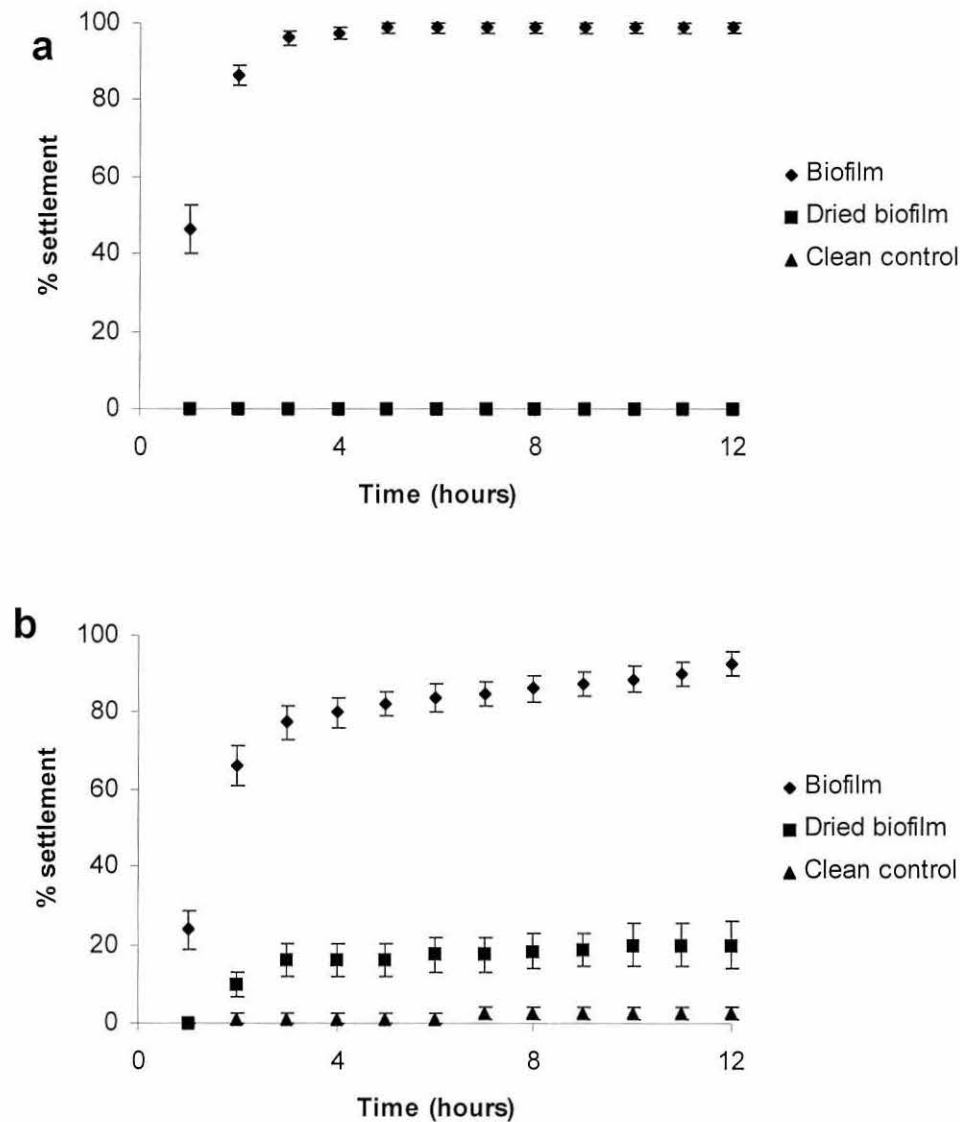 a
100
80
60
40
20
0
% settlement
0 4 8 12
Time (hours)
Biofilm
Dried biofilm
Clean control
b
100
80
60
40
20
0
% settlement
0 4 8 12
Time (hours)
Biofilm
Dried biofilm
Clean control